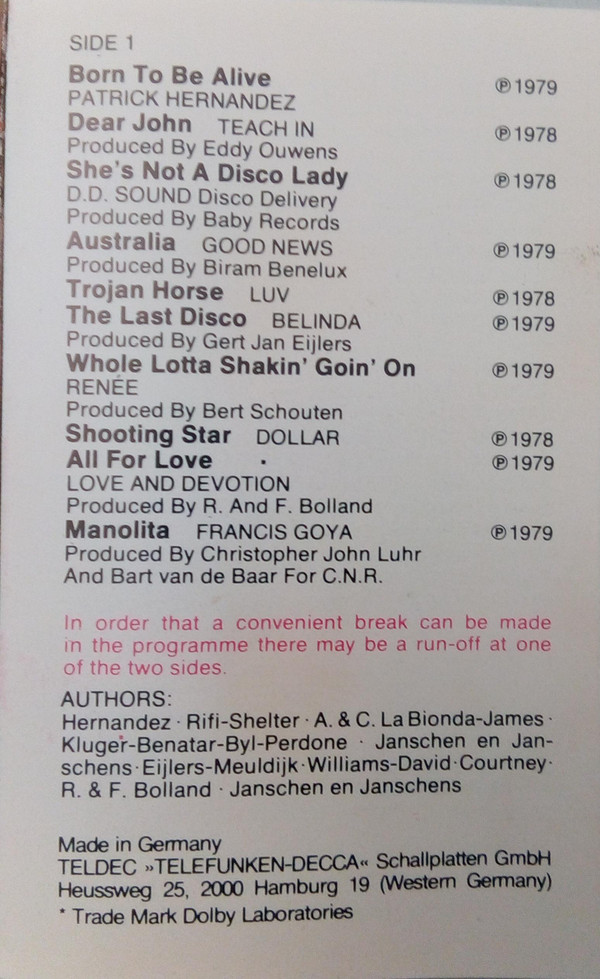 SIDE 1
Born To Be Alive ℗1979
PATRICK HERNANDEZ
Dear John TEACH IN ℗1978
Produced By Eddy Ouwens
She's Not A Disco Lady ℗1978
D.D. SOUND Disco Delivery
Produced By Baby Records
Australia GOOD NEWS ℗1979
Produced By Biram Benelux
Trojan Horse LUV ℗1978
The Last Disco BELINDA ℗1979
Produced By Gert Jan Eijlers
Whole Lotta Shakin' Goin' On ℗1979
RENÉE
Produced By Bert Schouten
Shooting Star DOLLAR ℗1978
All For Love ℗1979
LOVE AND DEVOTION
Produced By R. And F. Bolland
Manolita FRANCIS GOYA ℗1979
Produced By Christopher John Luhr
And Bart van de Baar For C.N.R.
In order that a convenient break can be made
in the programme there may be a run-off at one
of the two sides.
AUTHORS:
Hernandez · Rifi-Shelter · A. & C. La Bionda-James ·
Kluger-Benatar-Byl-Perdone · Janschen en Jan-
schens · Eijlers-Meuldijk · Williams-David · Courtney ·
R. & F. Bolland · Janschen en Janschens
Made in Germany
TELDEC »TELEFUNKEN-DECCA« Schallplatten GmbH
Heussweg 25, 2000 Hamburg 19 (Western Germany)
* Trade Mark Dolby Laboratories